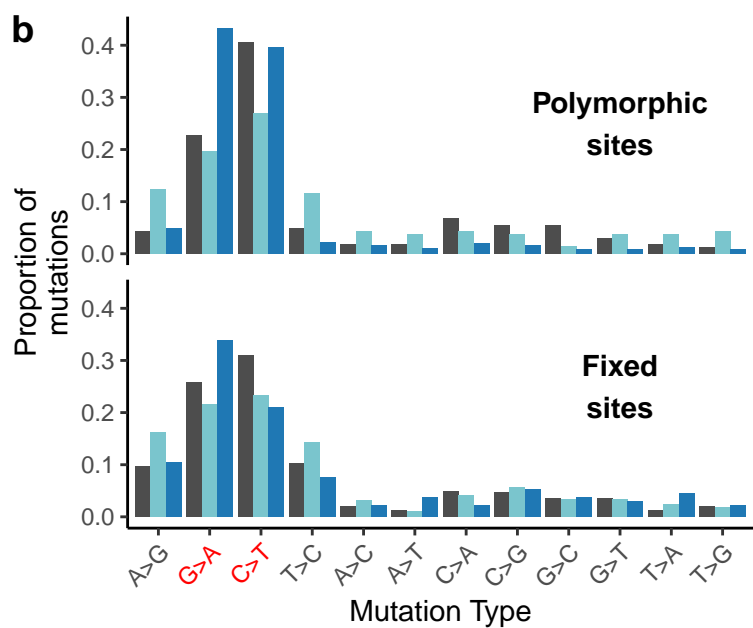 b
Proportion of
mutations
0.4
0.3
0.2
0.1
0.0
Polymorphic
sites
0.4
0.3
0.2
0.1
0.0
Fixed
sites
A>G
G>A
C>T
T>C
A>C
A>T
C>A
C>G
G>C
G>T
T>A
T>G
Mutation Type